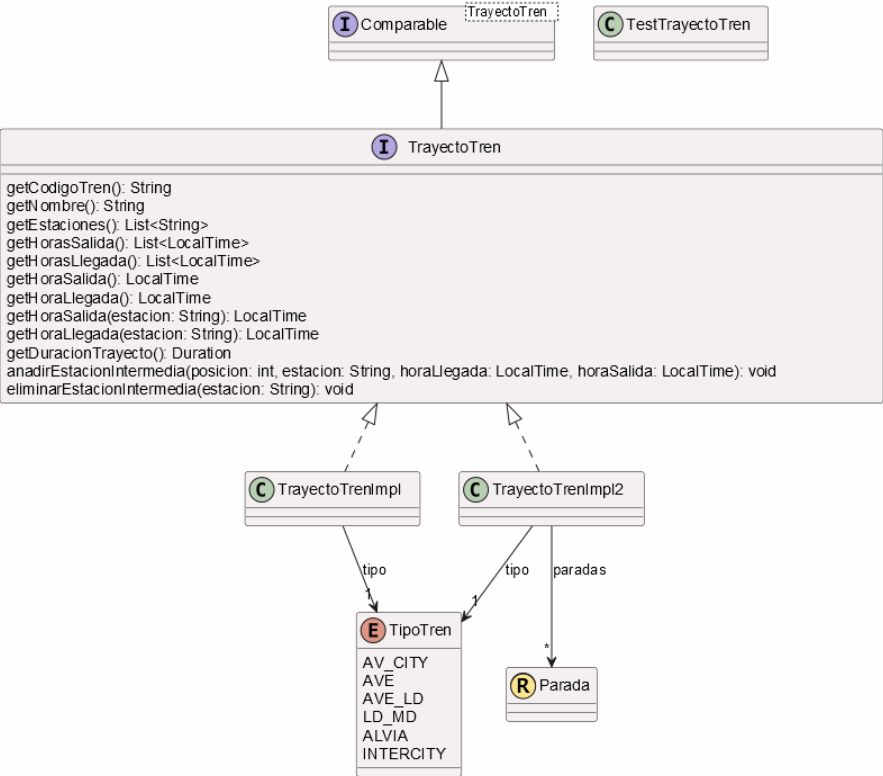 TrayectoTren
I Comparable
C TestTrayectoTren
I TrayectoTren
getCodigoTren(): String
getNombre(): String
getEstaciones(): List<String>
getHorasSalida(): List<LocalTime>
getHorasLlegada(): List<LocalTime>
getHoraSalida(): LocalTime
getHoraLlegada(): LocalTime
getHoraSalida(estacion: String): LocalTime
getHoraLlegada(estacion: String): LocalTime
getDuracionTrayecto(): Duration
anadirEstacionIntermedia(posicion: int, estacion: String, horaLlegada: LocalTime, horaSalida: LocalTime): void
eliminarEstacionIntermedia(estacion: String): void
C TrayectoTrenImpl
C TrayectoTrenImpl2
tipo
tipo
paradas
1
1
*
E TipoTren
AV_CITY
AVE
AVE_LD
LD_MD
ALVIA
INTERCITY
R Parada